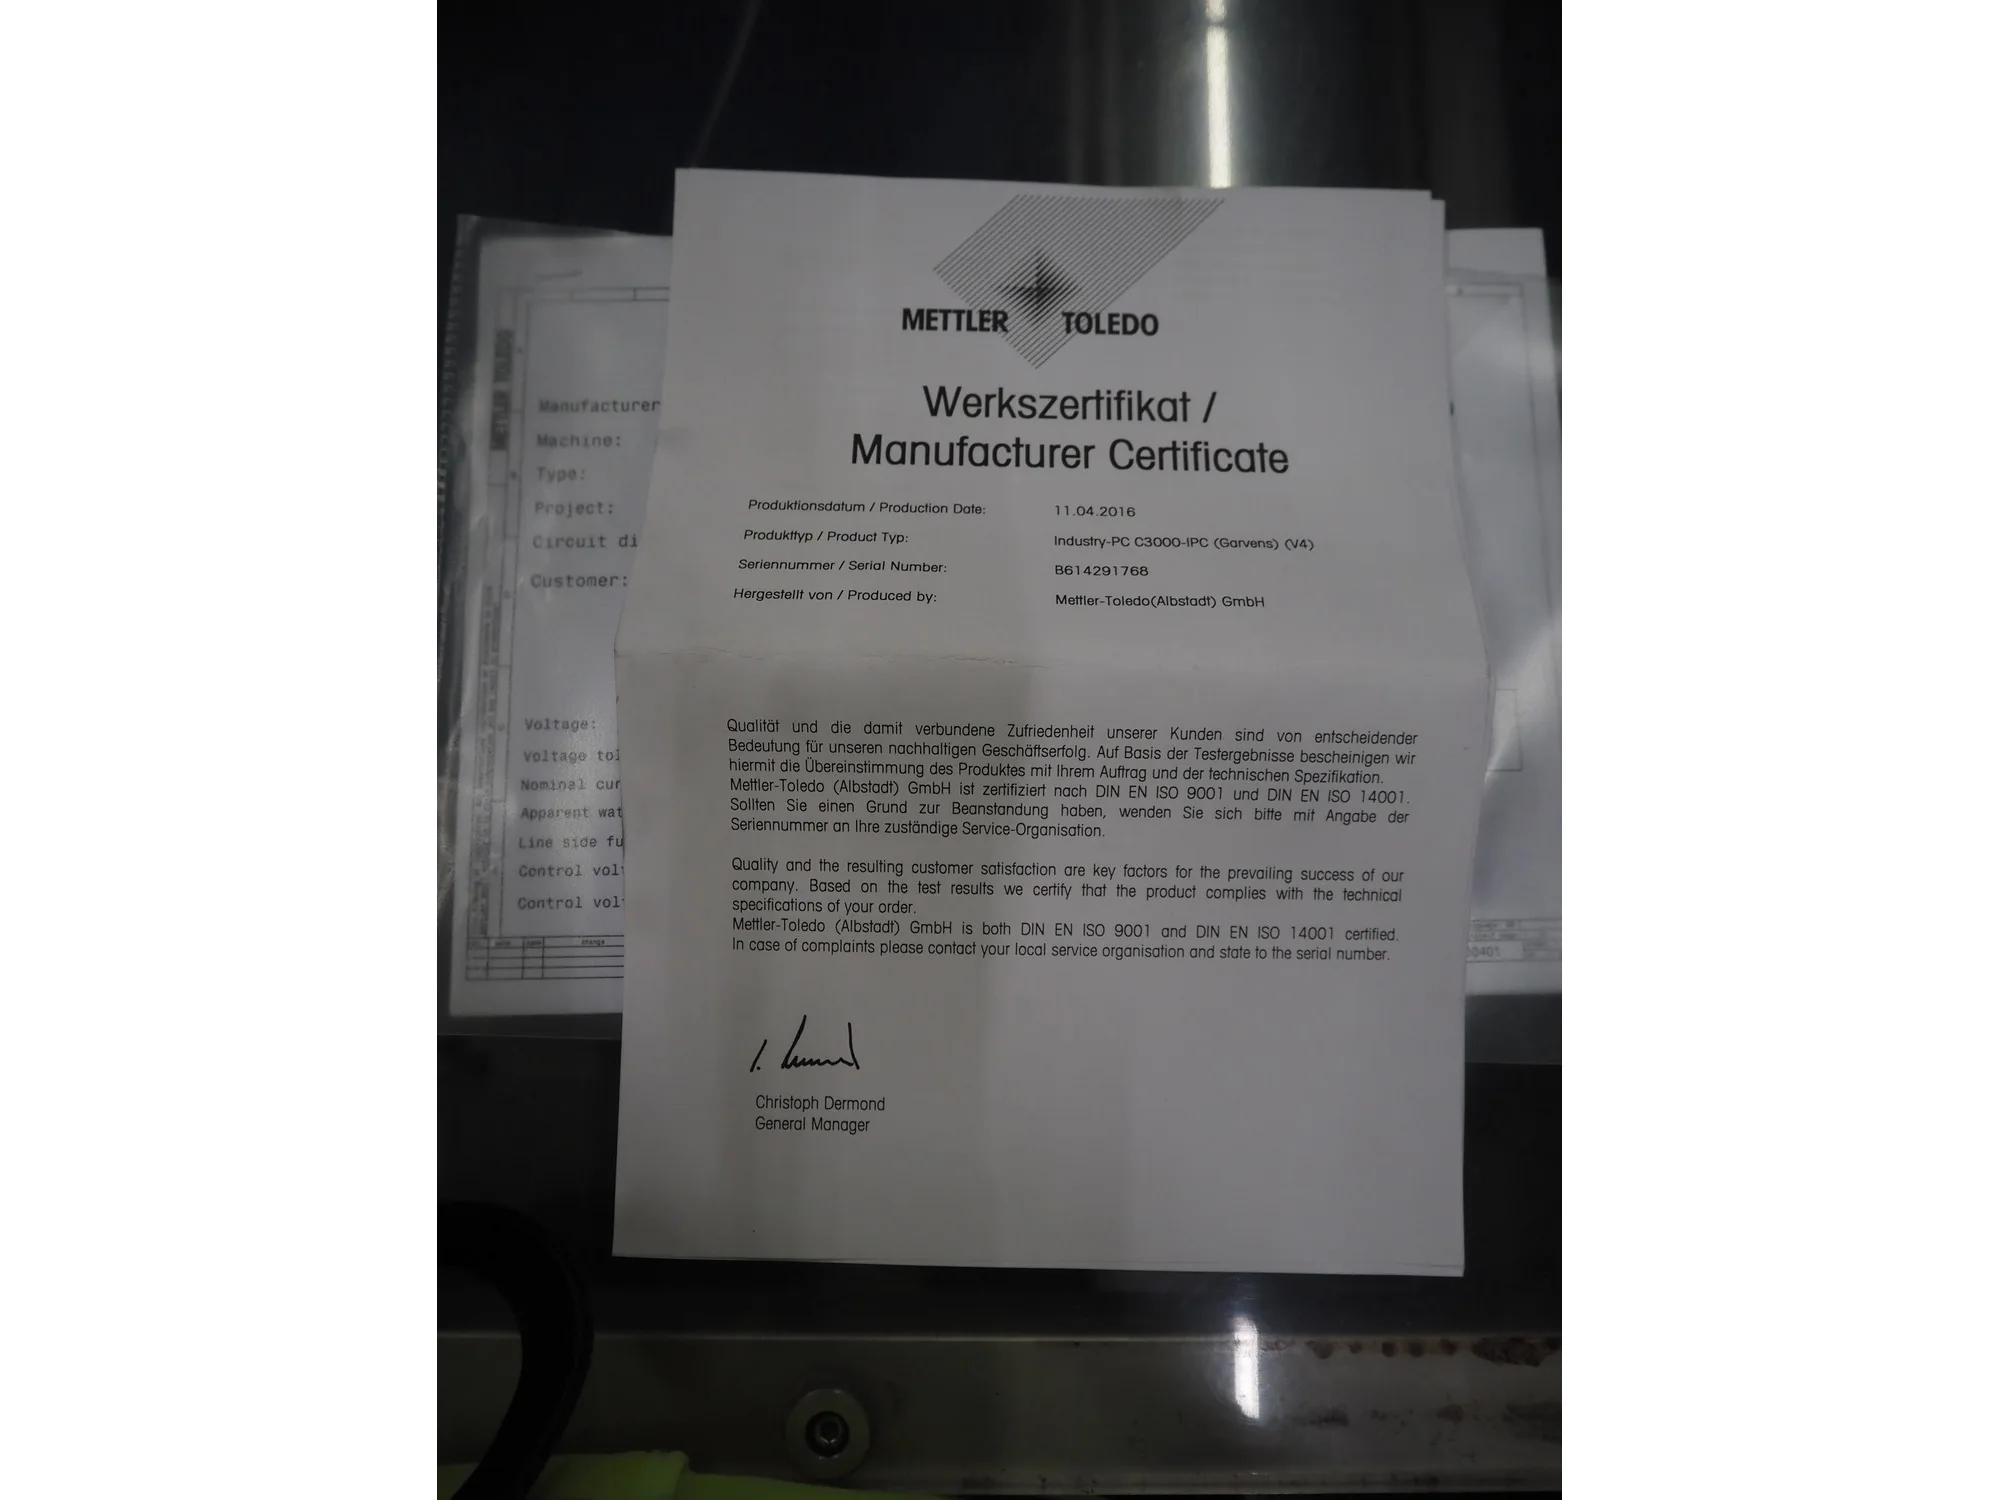 METTLER TOLEDO
Werkszertifikat /
Manufacturer Certificate
Produktionsdatum / Production Date: 11.04.2016
Produkttyp / Product Typ: Industry-PC C3000-IPC (Garvens) (V4)
Seriennummer / Serial Number: B614291768
Hergestellt von / Produced by: Mettler-Toledo(Albstadt) GmbH
Qualität und die damit verbundene Zufriedenheit unserer Kunden sind von entscheidender
Bedeutung für unseren nachhaltigen Geschäftserfolg. Auf Basis der Testergebnisse bescheinigen wir
hiermit die Übereinstimmung des Produktes mit Ihrem Auftrag und der technischen Spezifikation.
Mettler-Toledo (Albstadt) GmbH ist zertifiziert nach DIN EN ISO 9001 und DIN EN ISO 14001.
Sollten Sie einen Grund zur Beanstandung haben, wenden Sie sich bitte mit Angabe der
Seriennummer an Ihre zuständige Service-Organisation.
Quality and the resulting customer satisfaction are key factors for the prevailing success of our
company. Based on the test results we certify that the product complies with the technical
specifications of your order.
Mettler-Toledo (Albstadt) GmbH is both DIN EN ISO 9001 and DIN EN ISO 14001 certified.
In case of complaints please contact your local service organisation and state to the serial number.
Christoph Dermond
General Manager
METTLER TOLEDO
Manufacturer
Machine:
Type:
Project:
Circuit di
Customer:
Voltage:
Voltage tol
Nominal cur
Apparent wat
Line side fu
Control vol
Control vol
change